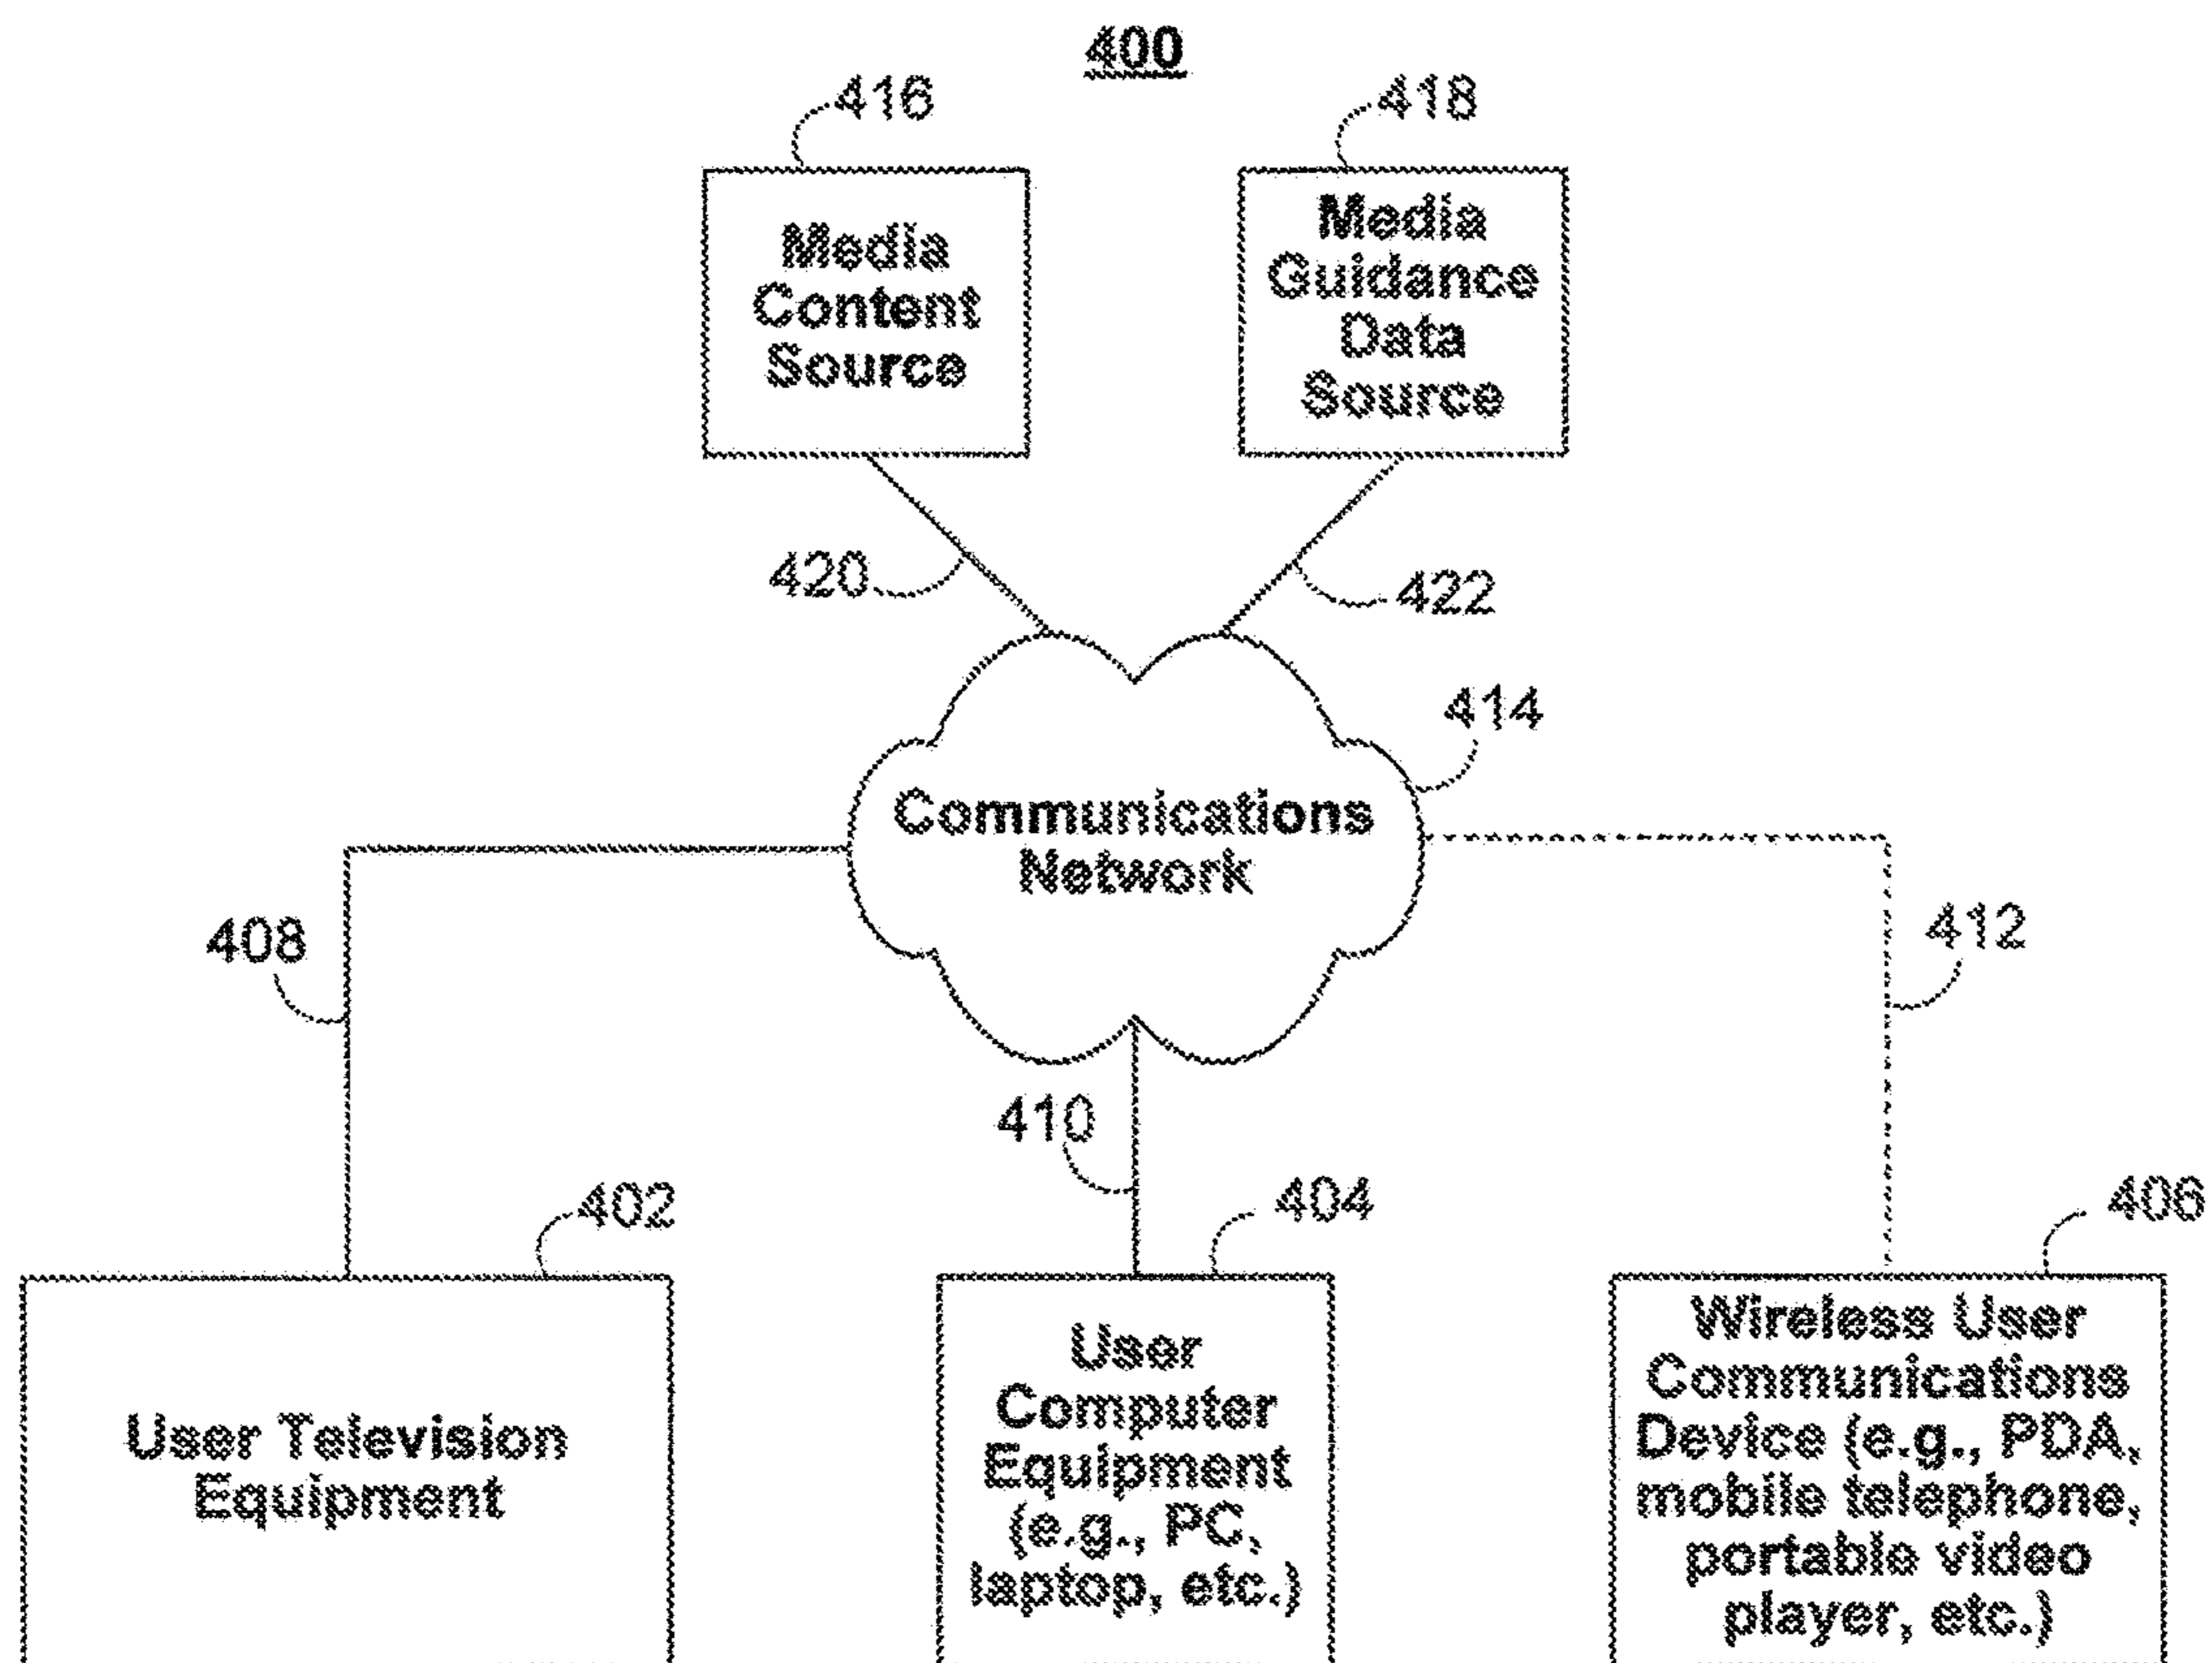 400
416
418
Media
Content
Source
Media
Guidance
Data
Source
420
422
414
Communications
Network
408
412
410
402
404
406
User Television
Equipment
User
Computer
Equipment
(e.g., PC,
laptop, etc.)
Wireless User
Communications
Device (e.g., PDA,
mobile telephone,
portable video
player, etc.)